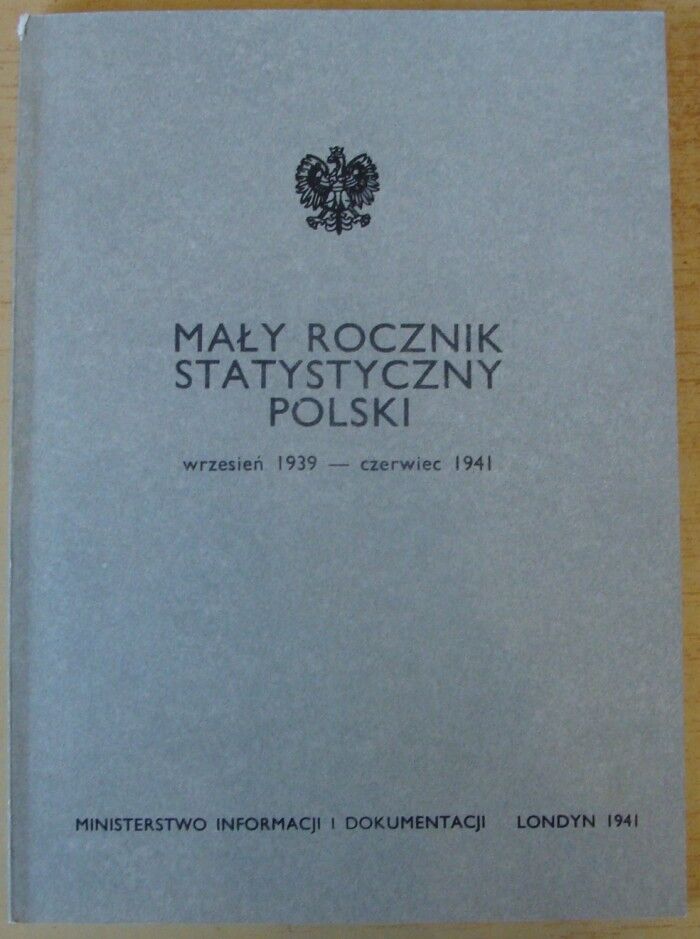 MAŁY ROCZNIK
STATYSTYCZNY
POLSKI
wrzesień 1939 — czerwiec 1941
MINISTERSTWO INFORMACJI I DOKUMENTACJI LONDYN 1941